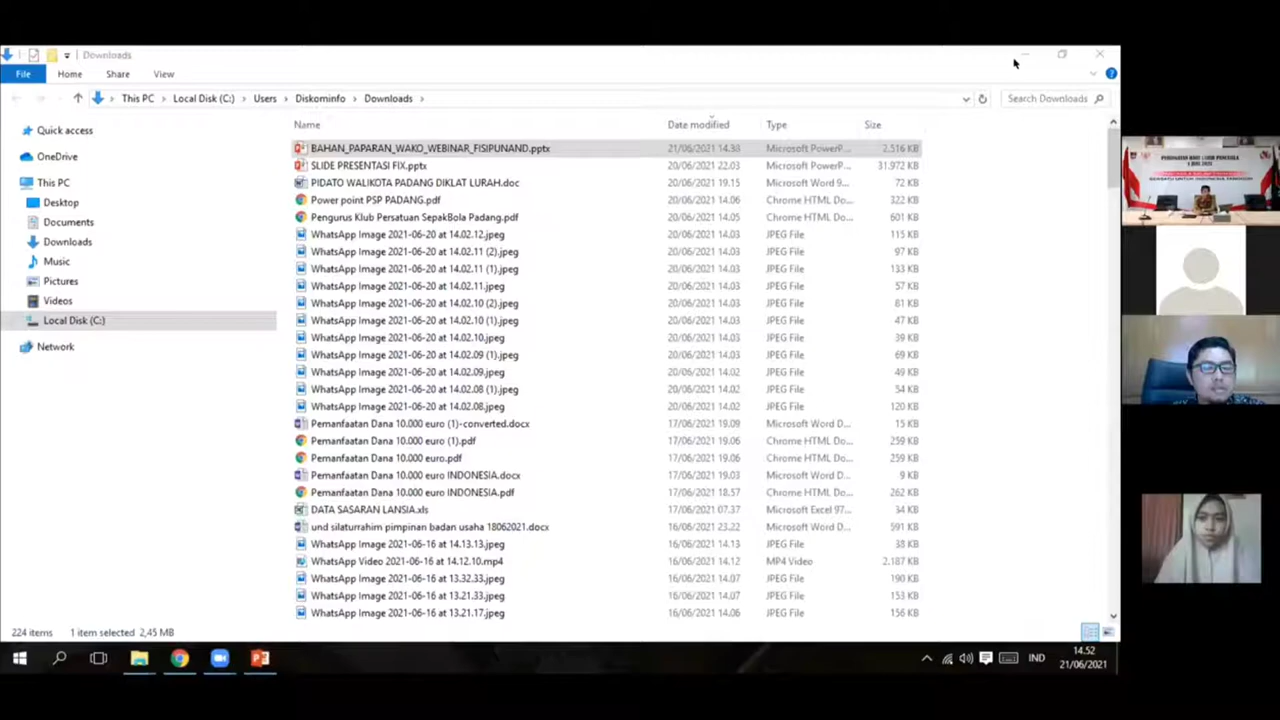 Downloads
File Home Share View
This PC Local Disk (C:) Users Diskominfo Downloads
Search Downloads
Quick access
OneDrive
This PC
Desktop
Documents
Downloads
Music
Pictures
Videos
Local Disk (C:)
Network
Name Date modified Type Size
BAHAN_PAPARAN_WAKO_WEBINAR_FISIPUNAND.pptx 21/06/2021 14.38 Microsoft PowerP... 2.516 KB
SLIDE PRESENTASI FIX.pptx 20/06/2021 22.03 Microsoft PowerP... 31.972 KB
PIDATO WALIKOTA PADANG DIKLAT LURAH.doc 20/06/2021 19.15 Microsoft Word 9... 72 KB
Power point PSP PADANG.pdf 20/06/2021 14.06 Chrome HTML Do... 322 KB
Pengurus Klub Persatuan SepakBola Padang.pdf 20/06/2021 14.05 Chrome HTML Do... 601 KB
WhatsApp Image 2021-06-20 at 14.02.12.jpeg 20/06/2021 14.03 JPEG File 115 KB
WhatsApp Image 2021-06-20 at 14.02.11 (2).jpeg 20/06/2021 14.03 JPEG File 97 KB
WhatsApp Image 2021-06-20 at 14.02.11 (1).jpeg 20/06/2021 14.03 JPEG File 133 KB
WhatsApp Image 2021-06-20 at 14.02.11.jpeg 20/06/2021 14.03 JPEG File 57 KB
WhatsApp Image 2021-06-20 at 14.02.10 (2).jpeg 20/06/2021 14.03 JPEG File 81 KB
WhatsApp Image 2021-06-20 at 14.02.10 (1).jpeg 20/06/2021 14.03 JPEG File 47 KB
WhatsApp Image 2021-06-20 at 14.02.10.jpeg 20/06/2021 14.03 JPEG File 39 KB
WhatsApp Image 2021-06-20 at 14.02.09 (1).jpeg 20/06/2021 14.03 JPEG File 69 KB
WhatsApp Image 2021-06-20 at 14.02.09.jpeg 20/06/2021 14.03 JPEG File 49 KB
WhatsApp Image 2021-06-20 at 14.02.08 (1).jpeg 20/06/2021 14.02 JPEG File 54 KB
WhatsApp Image 2021-06-20 at 14.02.08.jpeg 20/06/2021 14.02 JPEG File 120 KB
Pemanfaatan Dana 10.000 euro (1)-converted.docx 17/06/2021 19.09 Microsoft Word D... 15 KB
Pemanfaatan Dana 10.000 euro (1).pdf 17/06/2021 19.06 Chrome HTML Do... 259 KB
Pemanfaatan Dana 10.000 euro.pdf 17/06/2021 19.06 Chrome HTML Do... 259 KB
Pemanfaatan Dana 10.000 euro INDONESIA.docx 17/06/2021 19.03 Microsoft Word D... 9 KB
Pemanfaatan Dana 10.000 euro INDONESIA.pdf 17/06/2021 18.57 Chrome HTML Do... 262 KB
DATA SASARAN LANSIA.xls 17/06/2021 07.37 Microsoft Excel 97... 34 KB
und silaturrahim pimpinan badan usaha 18062021.docx 16/06/2021 23.22 Microsoft Word D... 591 KB
WhatsApp Image 2021-06-16 at 14.13.13.jpeg 16/06/2021 14.13 JPEG File 38 KB
WhatsApp Video 2021-06-16 at 14.12.10.mp4 16/06/2021 14.12 MP4 Video 2.187 KB
WhatsApp Image 2021-06-16 at 13.32.33.jpeg 16/06/2021 14.07 JPEG File 190 KB
WhatsApp Image 2021-06-16 at 13.21.33.jpeg 16/06/2021 14.07 JPEG File 153 KB
WhatsApp Image 2021-06-16 at 13.21.17.jpeg 16/06/2021 14.06 JPEG File 156 KB
224 items 1 item selected 2,45 MB
IND
14.52
21/06/2021